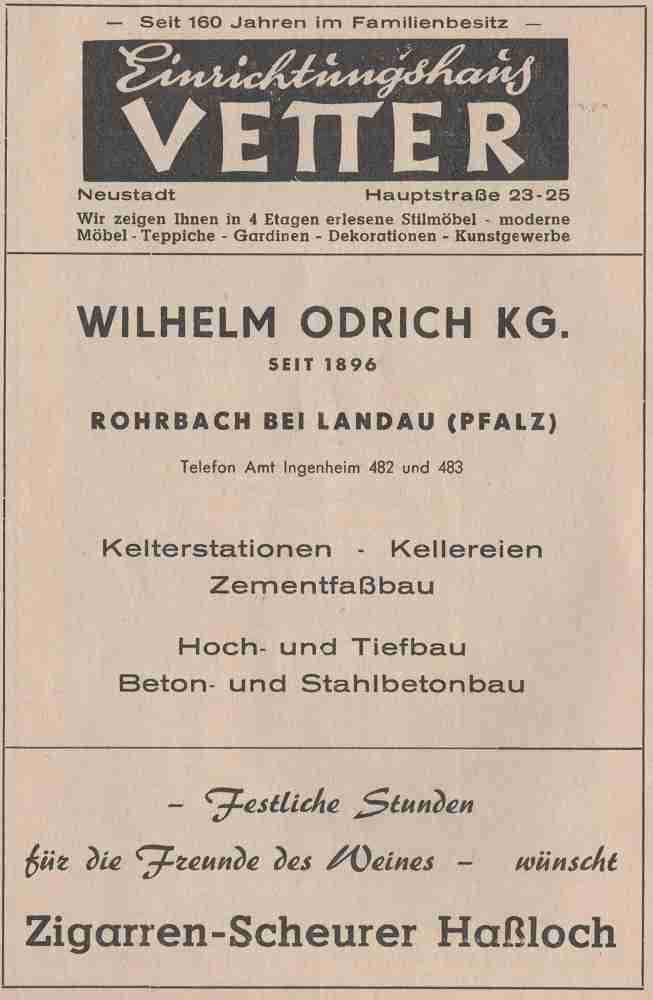 — Seit 160 Jahren im Familienbesitz —
Einrichtungshaus
VETTER
Neustadt Hauptstraße 23-25
Wir zeigen Ihnen in 4 Etagen erlesene Stilmöbel - moderne
Möbel - Teppiche - Gardinen - Dekorationen - Kunstgewerbe
WILHELM ODRICH KG.
SEIT 1896
ROHRBACH BEI LANDAU (PFALZ)
Telefon Amt Ingenheim 482 und 483
Kelterstationen - Kellereien
Zementfaßbau
Hoch- und Tiefbau
Beton- und Stahlbetonbau
– Festliche Stunden
für die Freunde des Weines – wünscht
Zigarren-Scheurer Haßloch